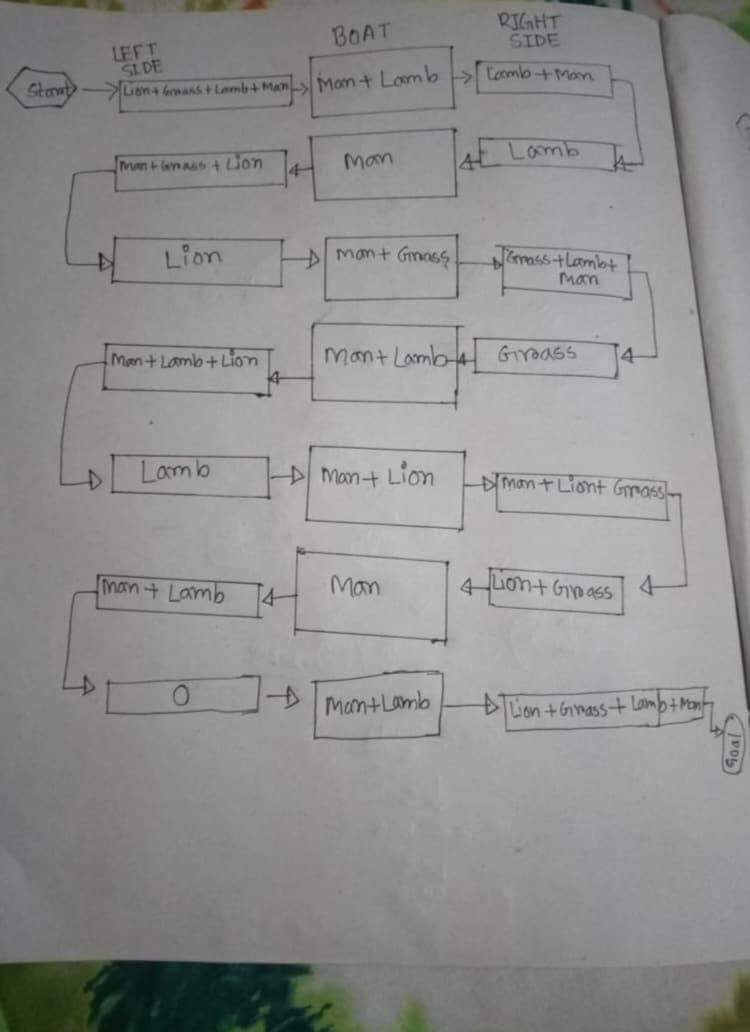 LEFT
SIDE
BOAT
RIGHT
SIDE
Start
Lion + Grass + Lamb + Man
Man + Lamb
Lamb + Man
Man + Grass + Lion
Man
Lamb
Lion
Man + Grass
Grass + Lamb +
Man
Man + Lamb + Lion
Man + Lamb
Grass
Lamb
Man + Lion
Man + Lion + Grass
Man + Lamb
Man
Lion + Grass
0
Man + Lamb
Lion + Grass + Lamb + Man
Goal